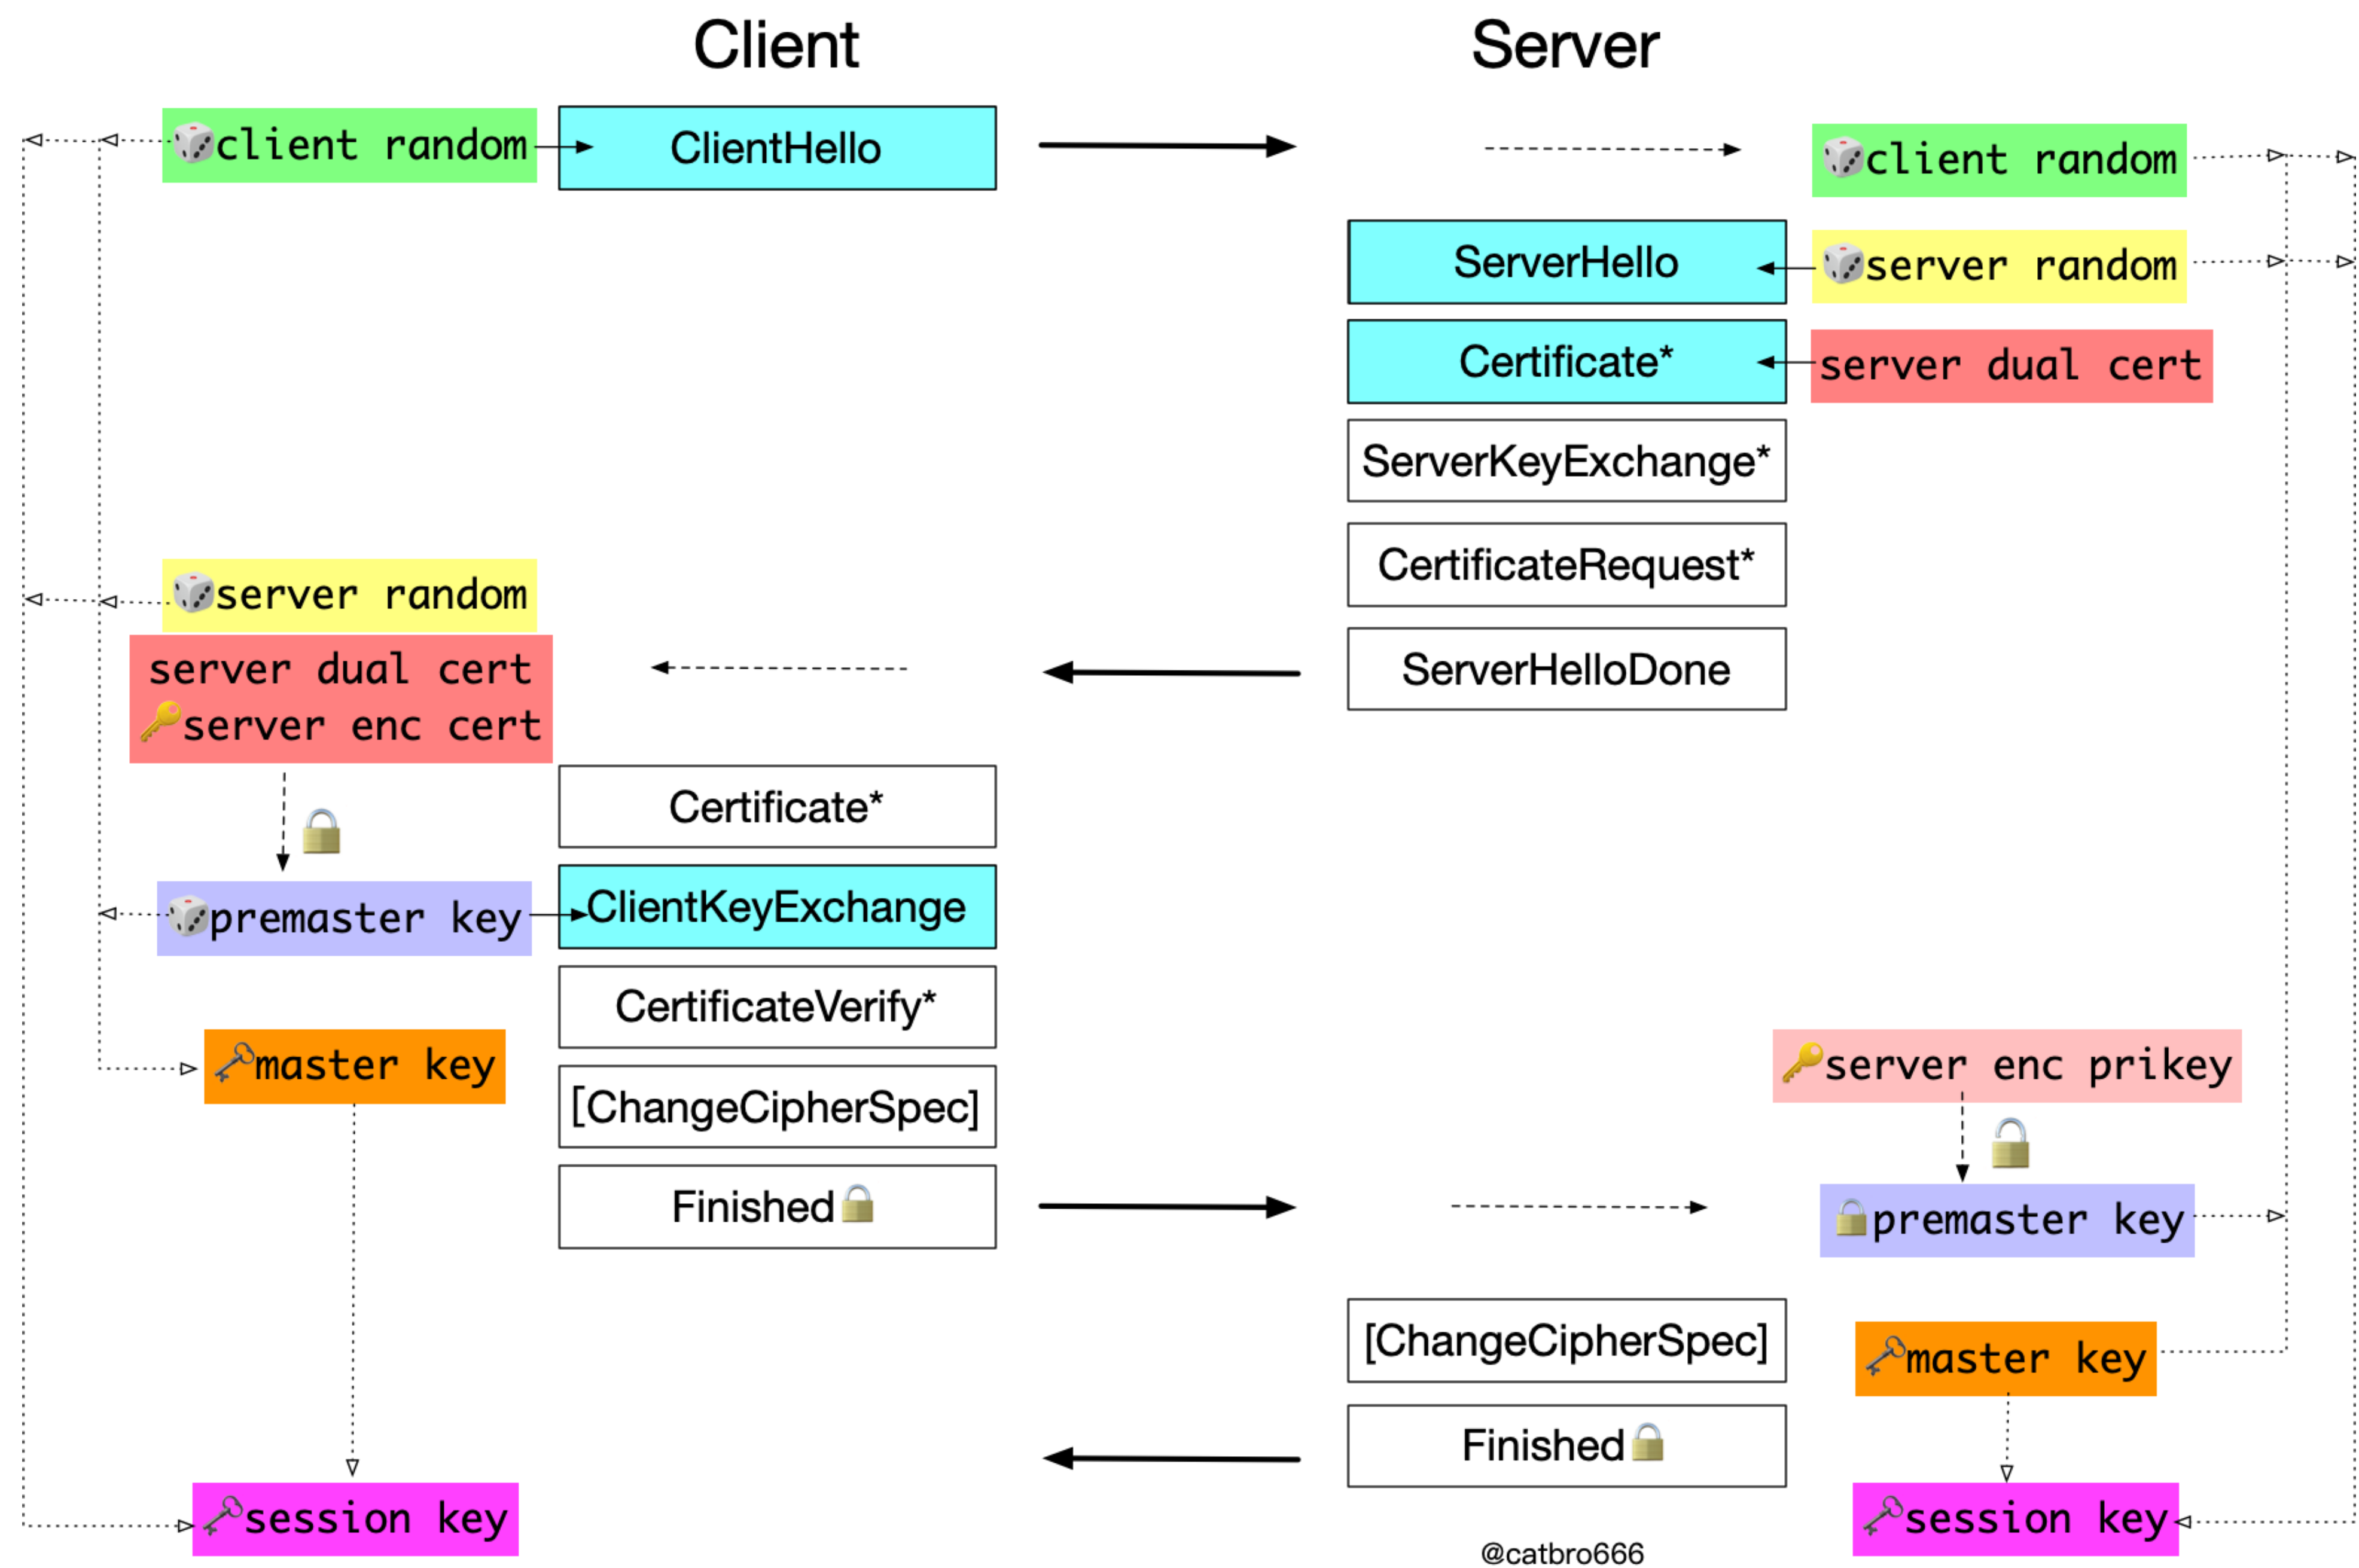 Client
Server
client random
ClientHello
client random
ServerHello
server random
Certificate*
server dual cert
ServerKeyExchange*
CertificateRequest*
server random
server dual cert
server enc cert
ServerHelloDone
Certificate*
premaster key
ClientKeyExchange
CertificateVerify*
master key
server enc prikey
[ChangeCipherSpec]
Finished
premaster key
[ChangeCipherSpec]
master key
Finished
session key
session key
@catbro666